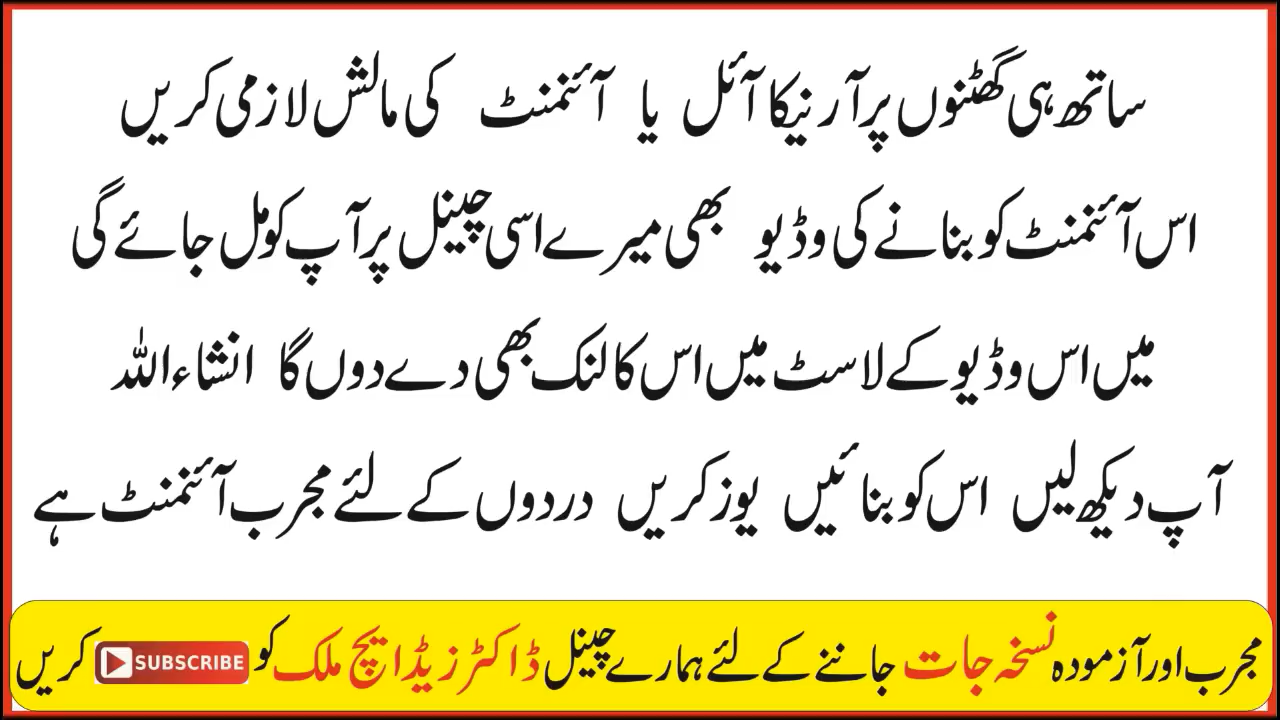 ساتھ ہی گھٹنوں پر آرنیکا آئل یا آئنمنٹ کی مالش لازمی کریں
اس آئنمنٹ کو بنانے کی وڈیو بھی میرے اسی چینل پر آپ کو مل جائے گی
میں اس وڈیو کے لاسٹ میں اس کا لنک بھی دے دوں گا انشاءاللہ
آپ دیکھ لیں اس کو بنائیں یوز کریں دردوں کے لئے مجرب آئنمنٹ ہے
مجرب اور آزمودہ نسخہ جات جاننے کے لئے ہمارے چینل ڈاکٹر زیڈ ایچ ملک کو SUBSCRIBE کریں